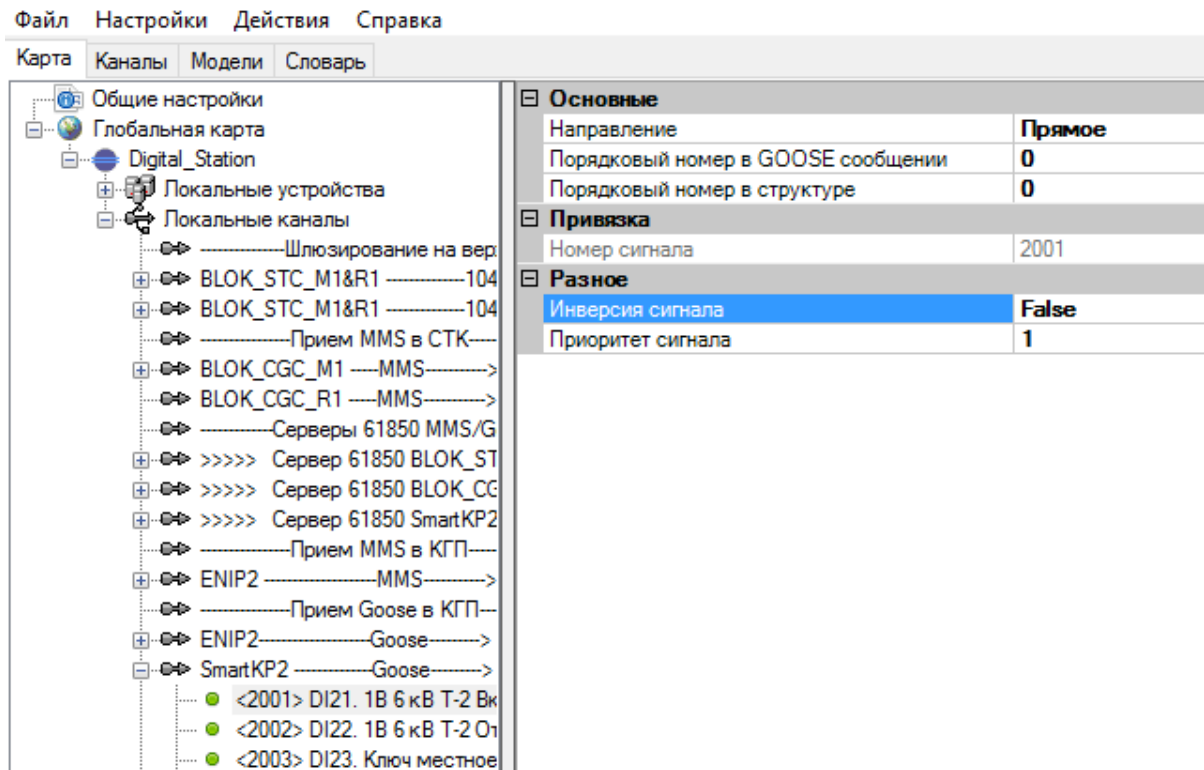 Файл Настройки Действия Справка
Карта Каналы Модели Словарь
Общие настройки
Глобальная карта
Digital_Station
Локальные устройства
Локальные каналы
--------------Шлюзирование на вер
BLOK_STC_M1&R1 -------------104
BLOK_STC_M1&R1 -------------104
---------------Прием MMS в СТК-----
BLOK_CGC_M1 -----MMS----------->
BLOK_CGC_R1 -----MMS----------->
------------Серверы 61850 MMS/G
>>>>> Сервер 61850 BLOK_ST
>>>>> Сервер 61850 BLOK_CG
>>>>> Сервер 61850 SmartKP2
---------------Прием MMS в КГП-----
ENIP2 -------------------MMS----------->
---------------Прием Goose в КГП---
ENIP2-------------------Goose--------->
SmartKP2 -------------Goose--------->
<2001> DI21. 1В 6 кВ Т-2 Вк
<2002> DI22. 1В 6 кВ Т-2 От
<2003> DI23. Ключ местное
Основные
Направление Прямое
Порядковый номер в GOOSE сообщении 0
Порядковый номер в структуре 0
Привязка
Номер сигнала 2001
Разное
Инверсия сигнала False
Приоритет сигнала 1